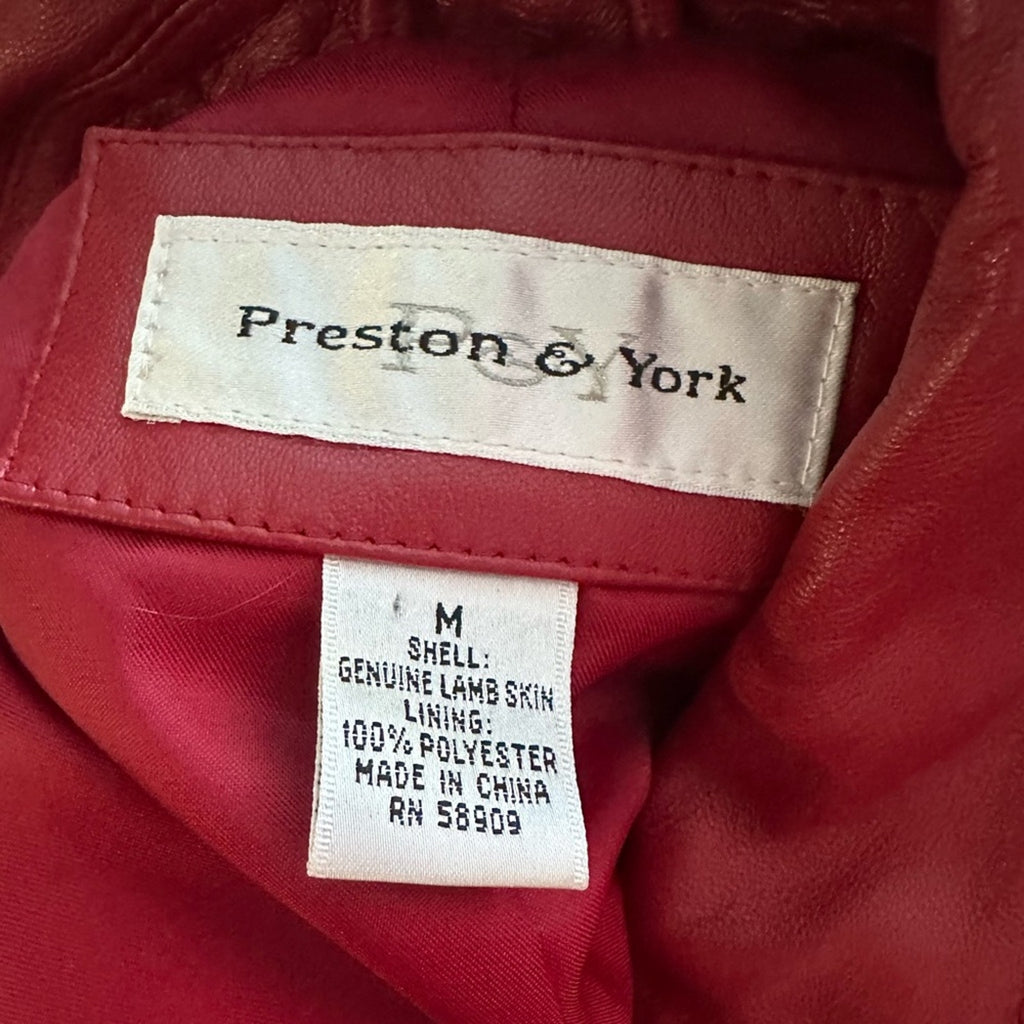 P&Y
Preston & York
M
SHELL:
GENUINE LAMB SKIN
LINING:
100% POLYESTER
MADE IN CHINA
RN 58909